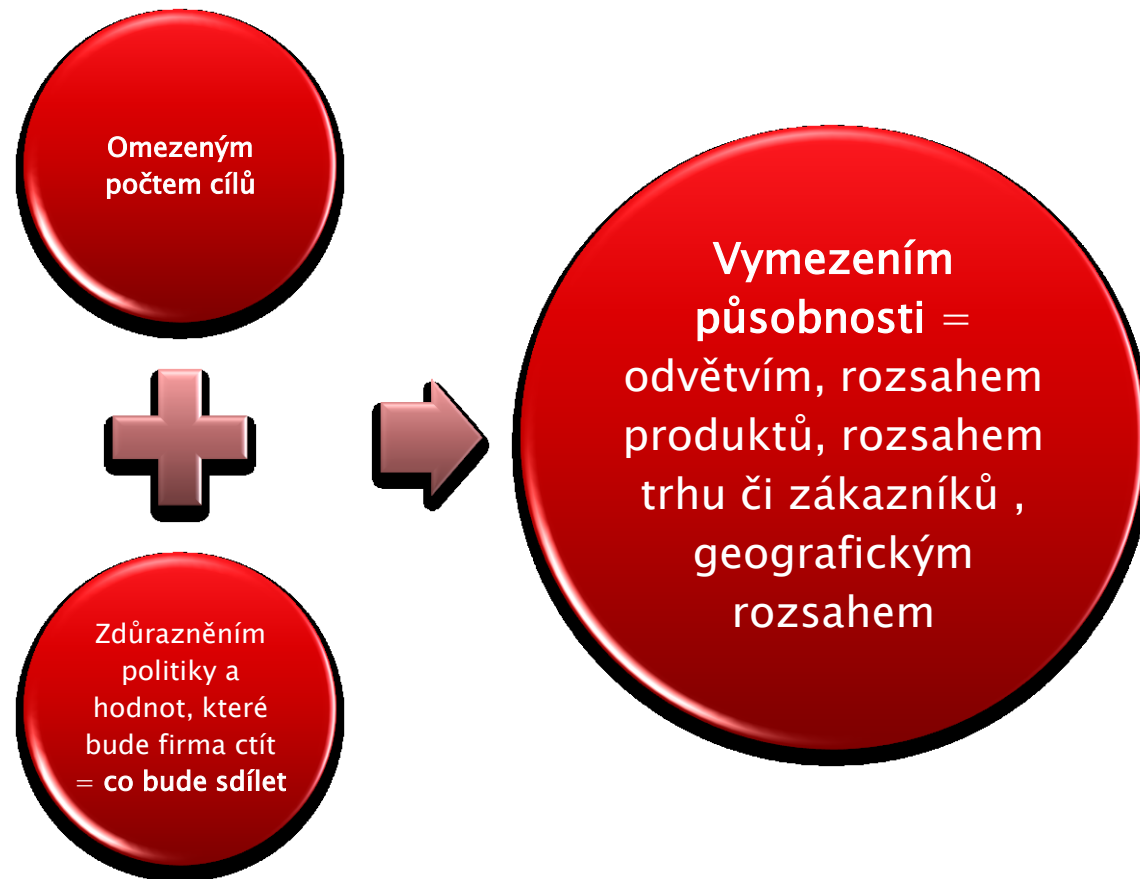 Omezeným
počtem cílů
Zdůrazněním
politiky a
hodnot, které
bude firma ctít
= co bude sdílet
Vymezením
působnosti =
odvětvím, rozsahem
produktů, rozsahem
trhu či zákazníků ,
geografickým
rozsahem